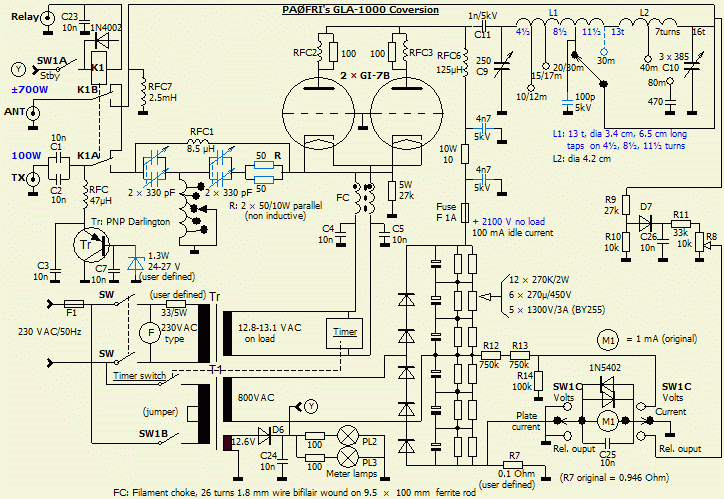 PAØFRI's GLA-1000 Coversion
Relay
C23
10n
1N4002
SW1A
Y
Stby
K1
±700W
K1B
ANT
RFC7
2.5mH
100W
TX
10n
C1
C2
10n
K1A
RFC
47µH
RFC1
8.5 µH
2 × 330 pF
2 × 330 pF
50
R
50
R: 2 × 50/10W parallel
(non inductive)
Tr: PNP Darlington
Tr
C3
10n
C7
10n
1.3W
24-27 V
(user defined)
RFC2
100
100
RFC3
2 × GI-7B
RFC6
125µH
1n/5kV
C11
250
C9
L1
4½
8½
11½
13t
30m
20/30m
15/17m
10/12m
100p
5kV
L2
7turns
16t
40m
3 × 385
C10
80m
470
L1: 13 t, dia 3.4 cm, 6.5 cm long
taps on 4½, 8½, 11½ turns
L2: dia 4.2 cm
4n7
5kV
10W
10
4n7
5kV
Fuse
F 1A
+ 2100 V no load
100 mA idle current
5W
27k
FC
C4
10n
C5
10n
R9
27k
D7
R10
10k
C26
10n
R11
33k
10k
R8
SW
F1
(user defined)
33/5W
Tr
230 VAC/50Hz
F
230VAC
type
12.8-13.1 VAC
on load
Timer
SW
Timer switch
T1
800VAC
(jumper)
SW1B
12.6V
D6
Y
C24
10n
100
100
PL2
PL3
Meter lamps
12 × 270K/2W
6 × 270µ/450V
5 × 1300V/3A (BY255)
R12
750k
R13
750k
R14
100k
M1
= 1 mA (original)
1N5402
SW1C
Volts
SW1C
Volts
Plate
current
Current
M1
Rel. ouput
C25
10n
Rel. ouput
R7
0.1 Ohm
(user defined)
(R7 original = 0.946 Ohm)
FC: Filament choke, 26 turns 1.8 mm wire bifilair wound on 9.5 × 100 mm ferrite rod